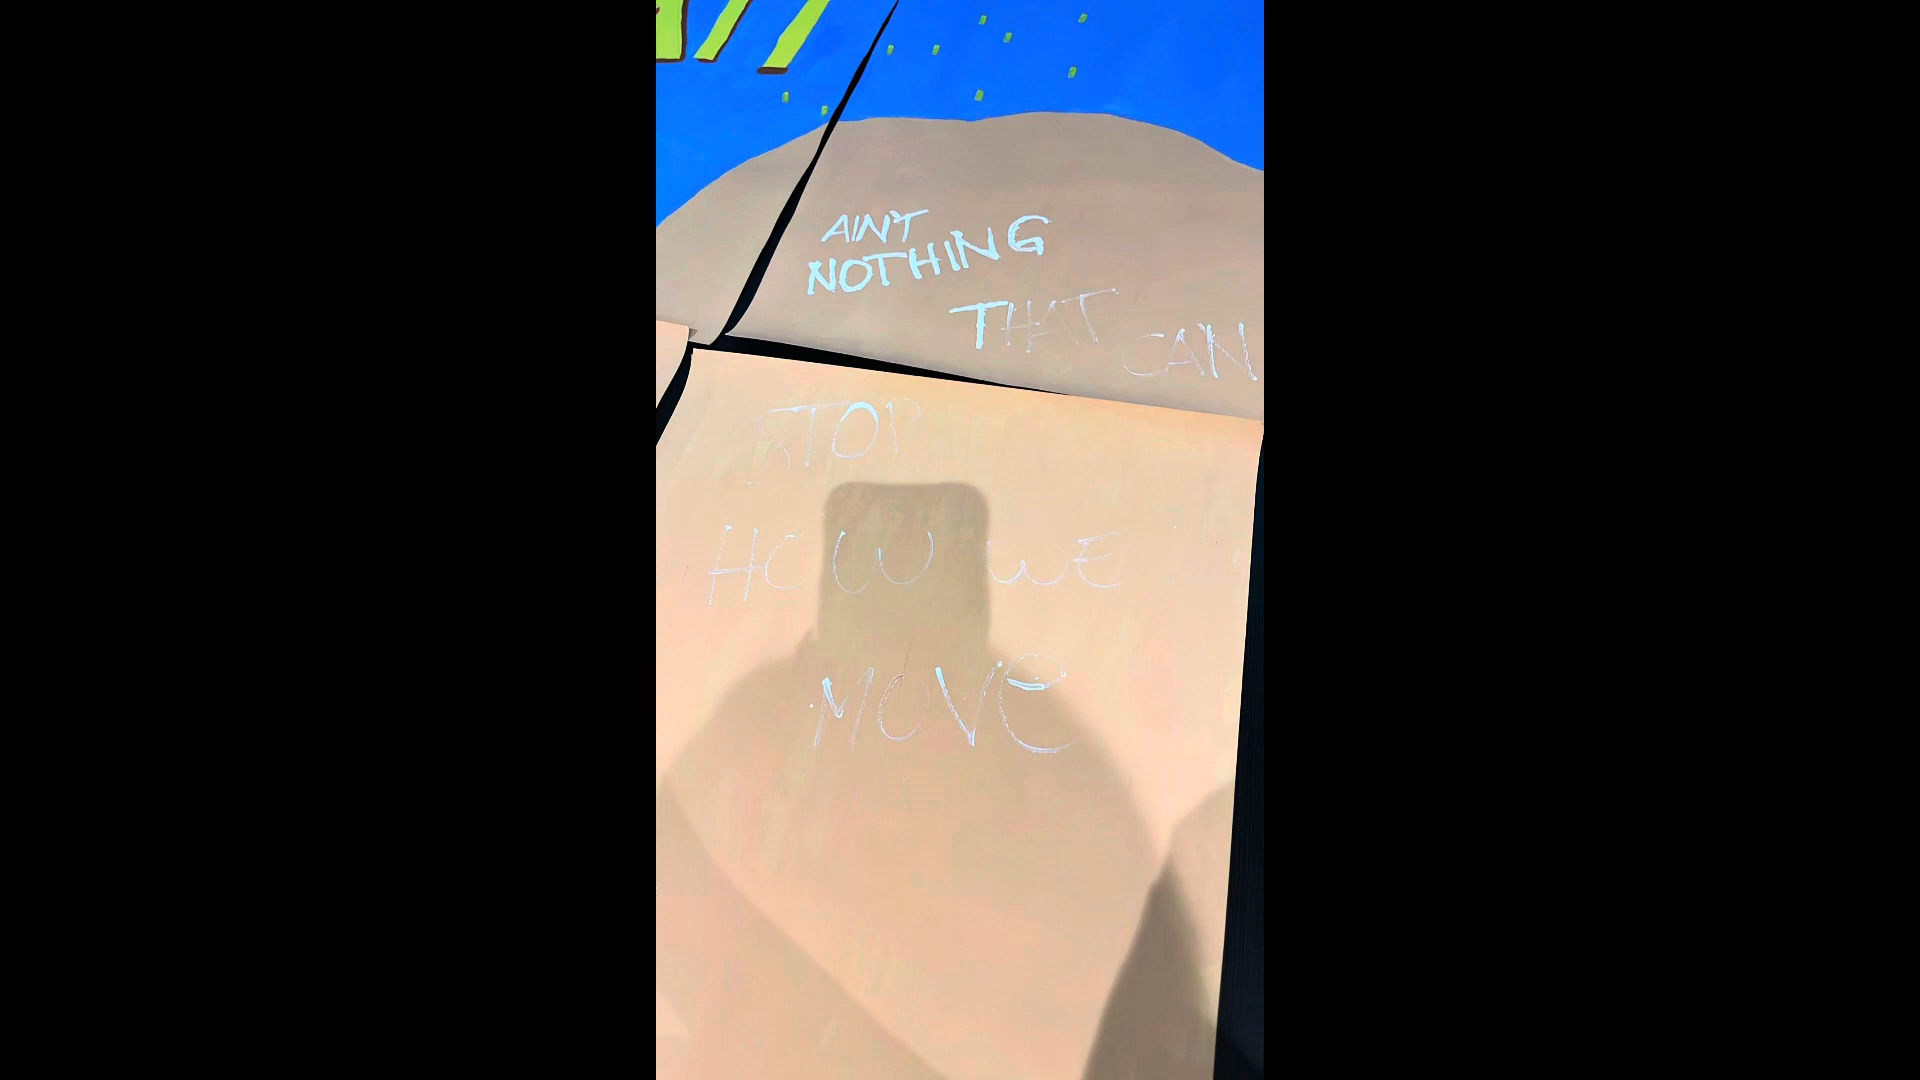 AIN'T
NOTHING
THAT CAN
STOP
HOW WE
MOVE